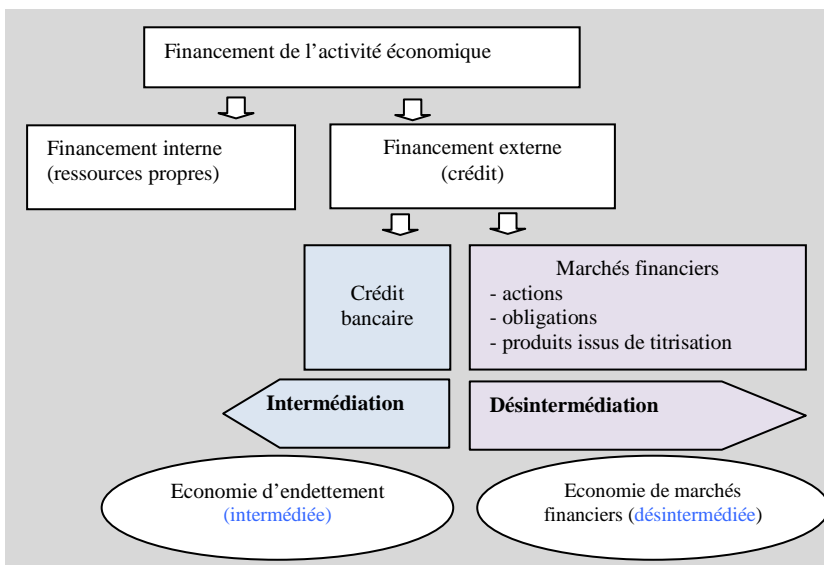 Financement de l’activité économique
Financement interne
(ressources propres)
Financement externe
(crédit)
Crédit
bancaire
Marchés financiers
- actions
- obligations
- produits issus de titrisation
Intermédiation
Désintermédiation
Economie d’endettement
(intermédiée)
Economie de marchés
financiers (désintermédiée)